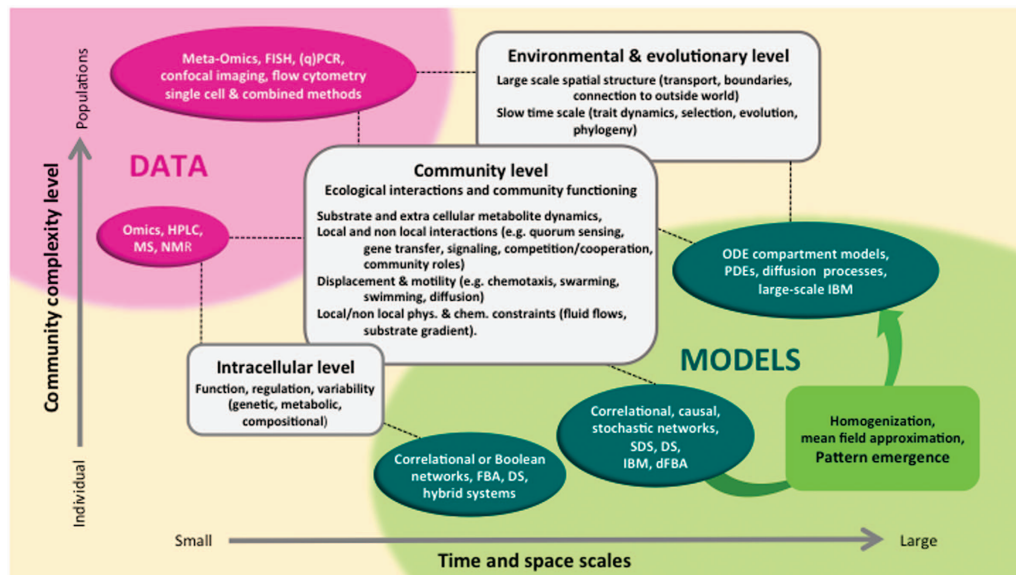 Meta-Omics, FISH, (q)PCR,
confocal imaging, flow cytometry
single cell & combined methods
Environmental & evolutionary level
Large scale spatial structure (transport, boundaries,
connection to outside world)
Slow time scale (trait dynamics, selection, evolution,
phylogeny)
Populations
DATA
Community level
Ecological interactions and community functioning
Substrate and extra cellular metabolite dynamics,
Local and non local interactions (e.g. quorum sensing,
gene transfer, signaling, competition/cooperation,
community roles)
Displacement & motility (e.g. chemotaxis, swarming,
swimming, diffusion)
Local/non local phys. & chem. constraints (fluid flows,
substrate gradient).
Omics, HPLC,
MS, NMR
Community complexity level
ODE compartment models,
PDEs, diffusion processes,
large-scale IBM
Intracellular level
Function, regulation, variability
(genetic, metabolic,
compositional)
MODELS
Correlational, causal,
stochastic networks,
SDS, DS,
IBM, dFBA
Homogenization,
mean field approximation,
Pattern emergence
Correlational or Boolean
networks, FBA, DS,
hybrid systems
Individual
Small
Large
Time and space scales